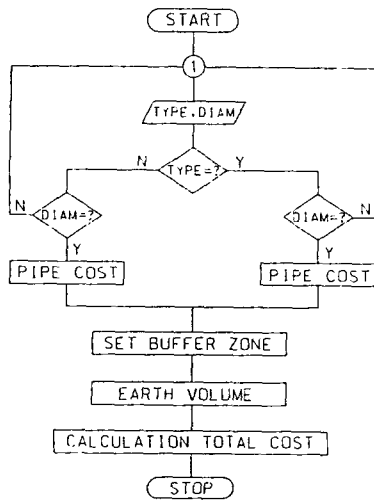 START
1
TYPE.DIAM
N TYPE=? Y
N DIAM=? DIAM=? N
Y Y
PIPE COST PIPE COST
SET BUFFER ZONE
EARTH VOLUME
CALCULATION TOTAL COST
STOP